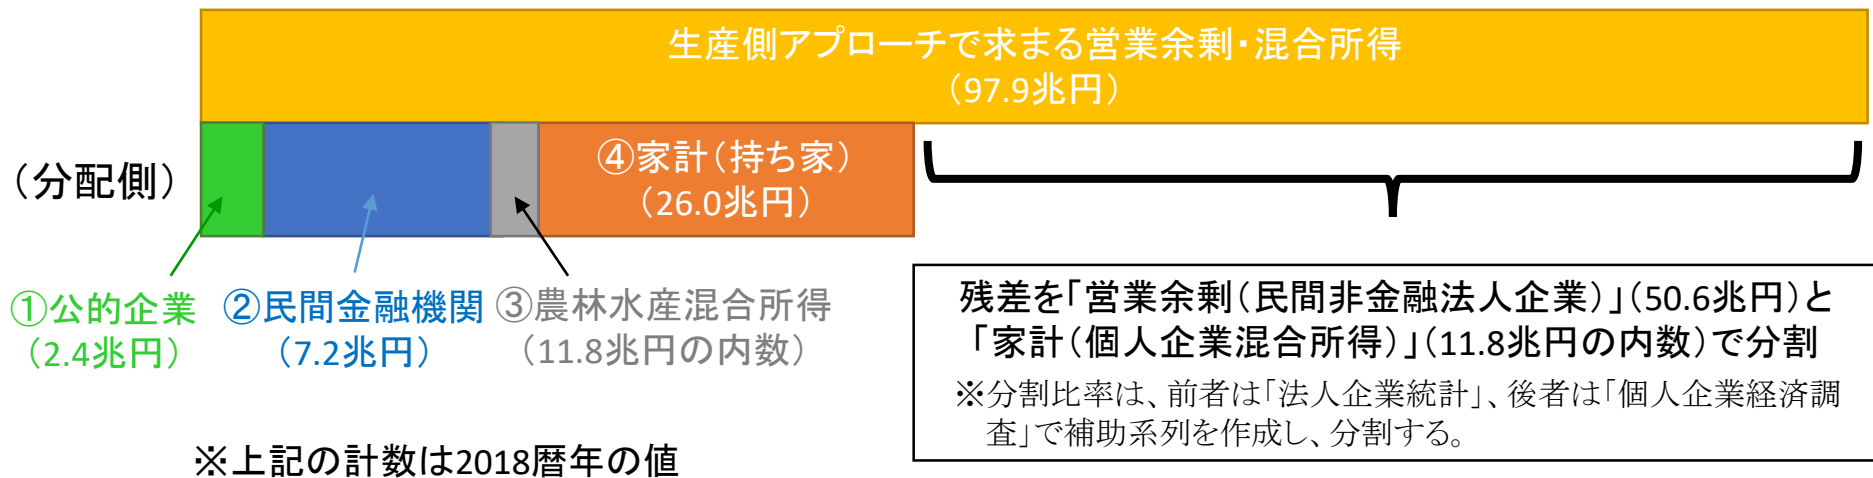 生産側アプローチで求まる営業余剰・混合所得
（97.9兆円）
（分配側）
④家計（持ち家）
（26.0兆円）
①公的企業
（2.4兆円）
②民間金融機関
（7.2兆円）
③農林水産混合所得
（11.8兆円の内数）
残差を「営業余剰（民間非金融法人企業）」（50.6兆円）と
「家計（個人企業混合所得）」（11.8兆円の内数）で分割
※分割比率は、前者は「法人企業統計」、後者は「個人企業経済調
査」で補助系列を作成し、分割する。
※上記の計数は2018暦年の値